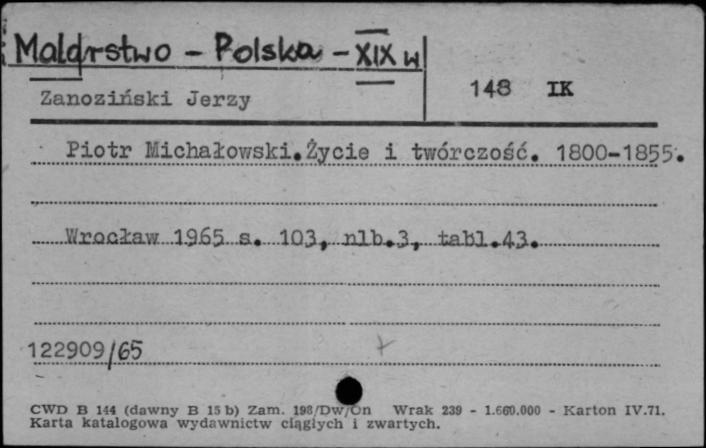 Malarstwo - Polska - XIX w
Zanoziński Jerzy
148 IK
Piotr Michałowski. Życie i twórczość. 1800-1855.
Wrocław 1965 s. 103, nlb.3, tabl.43.
122909/65
CWD B 144 (dawny B 15 b) Zam. 198/Dw/On Wrak 239 - 1.660.000 - Karton IV.71.
Karta katalogowa wydawnictw ciągłych i zwartych.